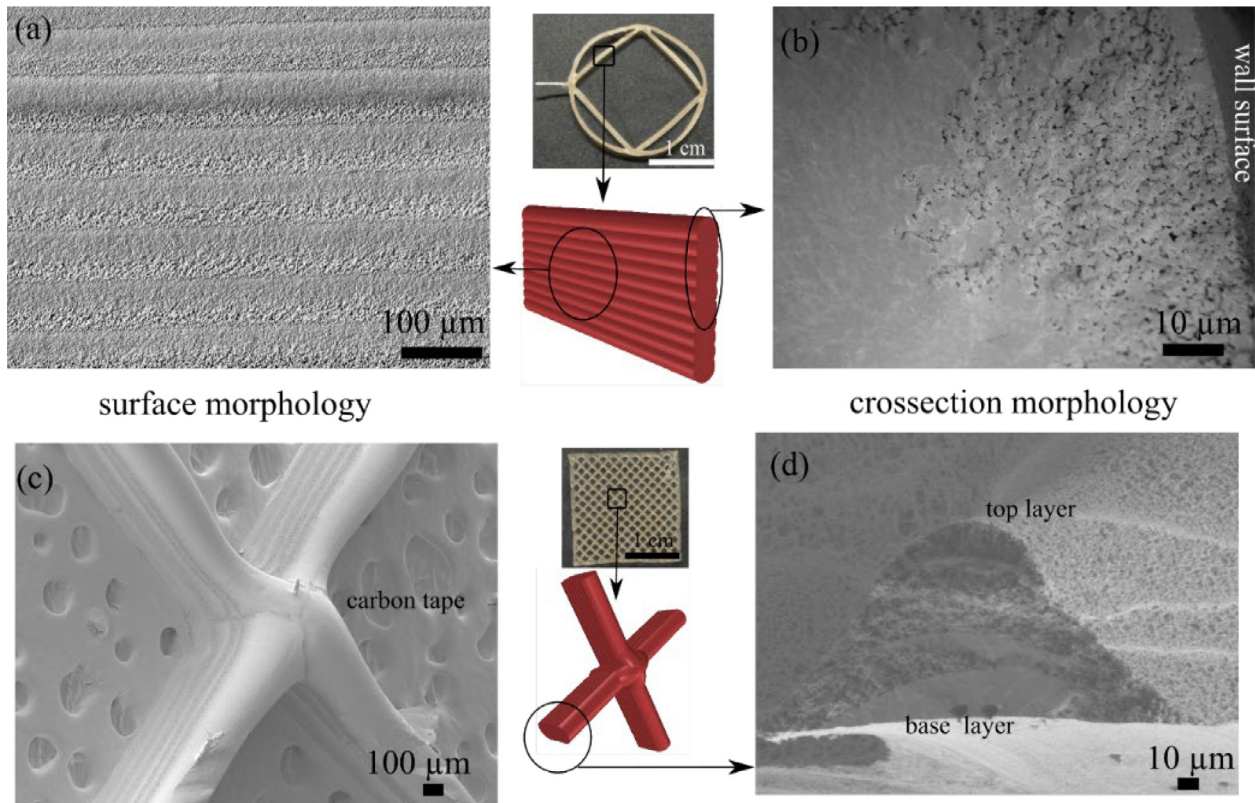 (a)
1 cm
(b)
wall surface
100 µm
10 µm
surface morphology
crossection morphology
(c)
carbon tape
100 µm
1 cm
(d)
top layer
base layer
10 µm